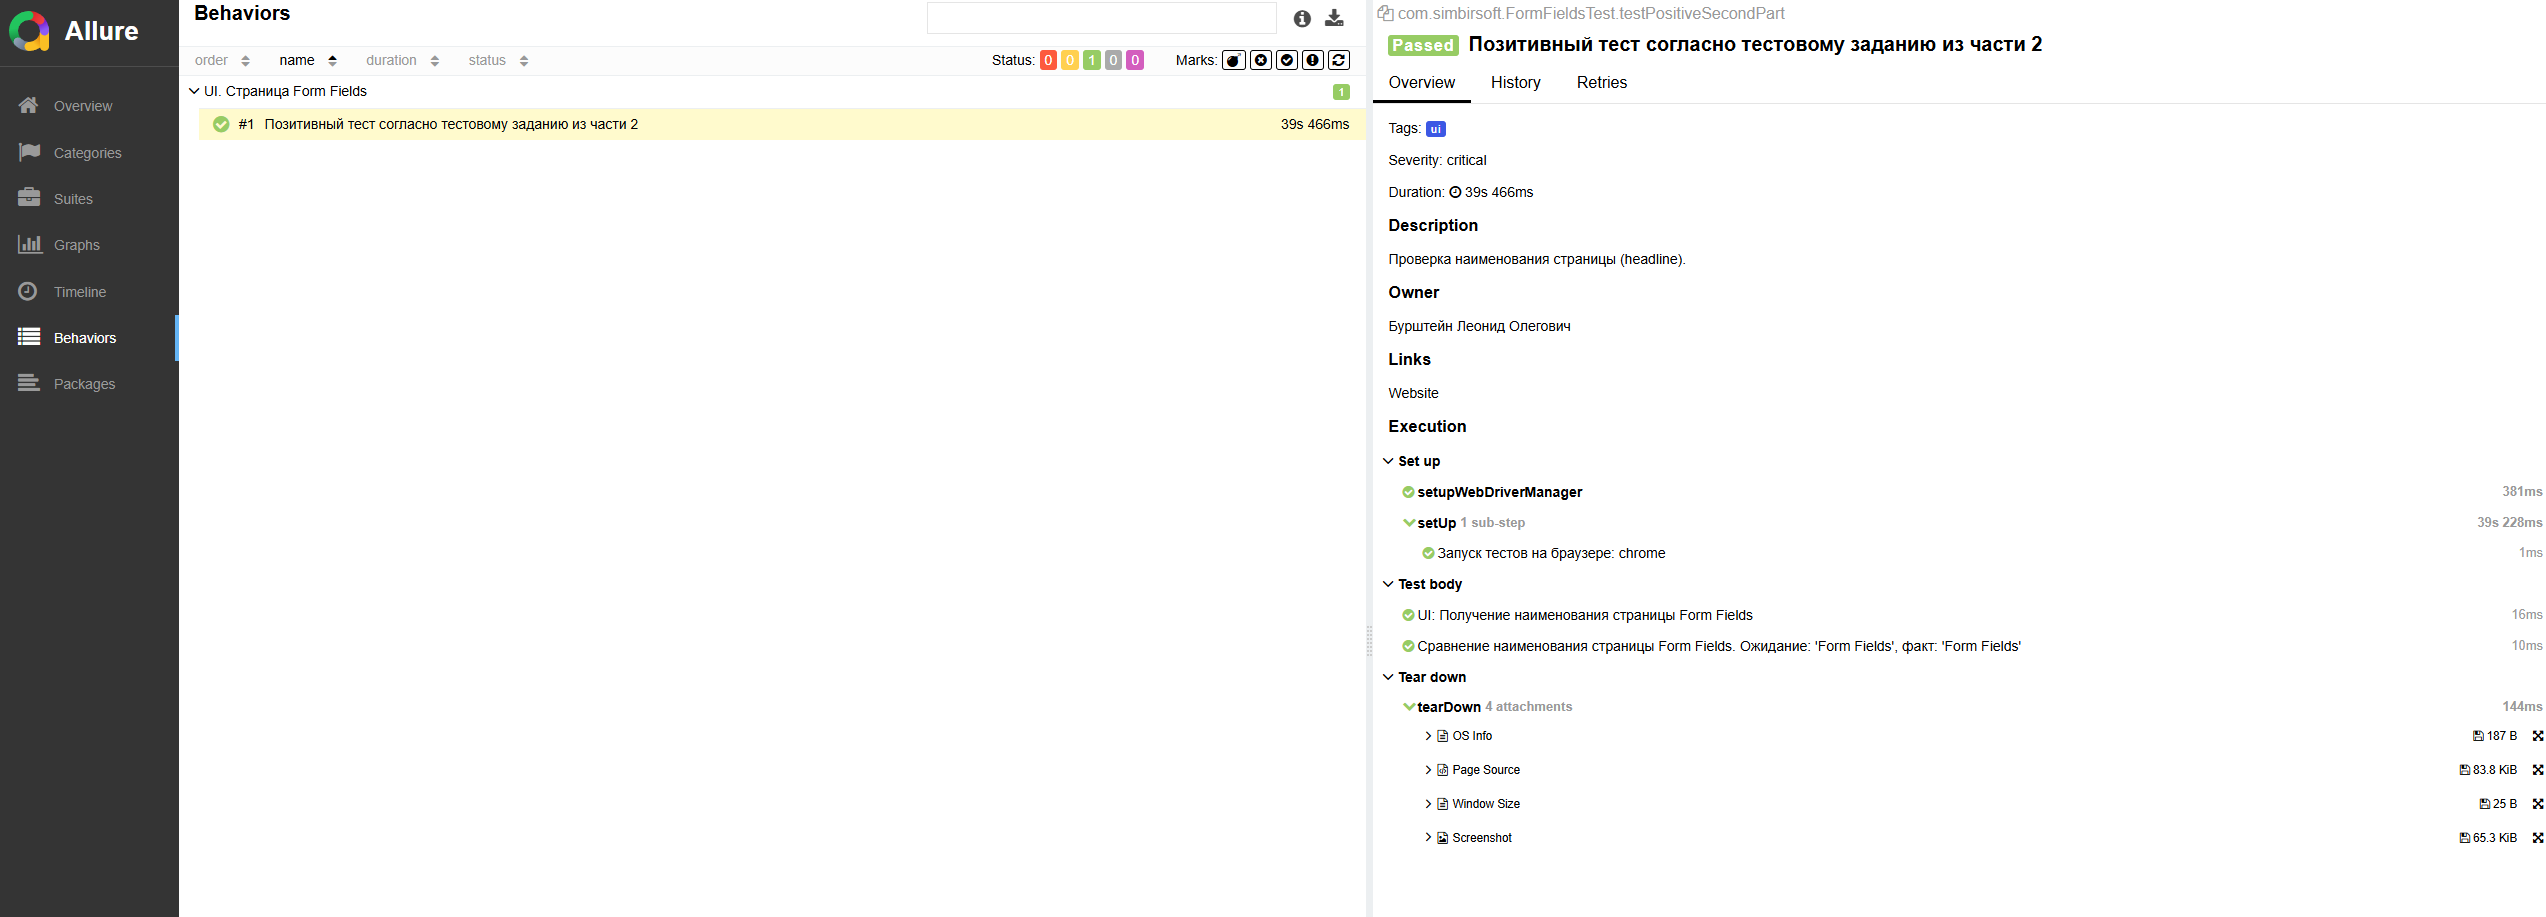 Allure
Overview
Categories
Suites
Graphs
Timeline
Behaviors
Packages
Behaviors
order name duration status Status: 0 0 1 0 0 Marks:
UI. Страница Form Fields 1
#1 Позитивный тест согласно тестовому заданию из части 2 39s 466ms
com.simbirsoft.FormFieldsTest.testPositiveSecondPart
Passed Позитивный тест согласно тестовому заданию из части 2
Overview History Retries
Tags: ui
Severity: critical
Duration: 39s 466ms
Description
Проверка наименования страницы (headline).
Owner
Бурштейн Леонид Олегович
Links
Website
Execution
Set up
setupWebDriverManager 381ms
setUp 1 sub-step 39s 228ms
Запуск тестов на браузере: chrome 1ms
Test body
UI: Получение наименования страницы Form Fields 16ms
Сравнение наименования страницы Form Fields. Ожидание: 'Form Fields', факт: 'Form Fields' 10ms
Tear down
tearDown 4 attachments 144ms
OS Info 187 B
Page Source 83.8 KiB
Window Size 25 B
Screenshot 65.3 KiB